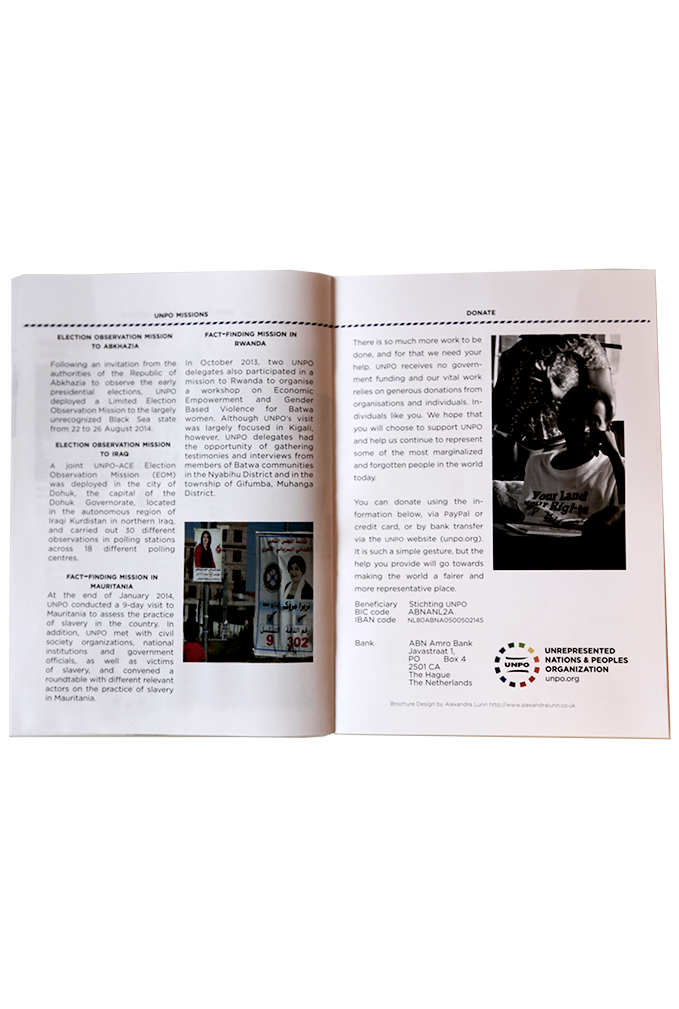 UNPO MISSIONS
ELECTION OBSERVATION MISSION
TO ABKHAZIA
Following an invitation from the
authorities of the Republic of
Abkhazia to observe the early
presidential elections, UNPO
deployed a Limited Election
Observation Mission to the largely
unrecognized Black Sea state
from 22 to 26 August 2014.
ELECTION OBSERVATION MISSION
TO IRAQ
A joint UNPO-ACE Election
Observation Mission (EOM)
was deployed in the city of
Dohuk, the capital of the
Dohuk Governorate, located
in the autonomous region of
Iraqi Kurdistan in northern Iraq,
and carried out 30 different
observations in polling stations
across 18 different polling
centres.
FACT-FINDING MISSION IN
MAURITANIA
At the end of January 2014,
UNPO conducted a 9-day visit to
Mauritania to assess the practice
of slavery in the country. In
addition, UNPO met with civil
society organizations, national
institutions and government
officials, as well as victims
of slavery, and convened a
roundtable with different relevant
actors on the practice of slavery
in Mauritania.
FACT-FINDING MISSION IN
RWANDA
In October 2013, two UNPO
delegates also participated in a
mission to Rwanda to organise
a workshop on Economic
Empowerment and Gender
Based Violence for Batwa
women. Although UNPO's visit
was largely focused in Kigali,
however, UNPO delegates had
the opportunity of gathering
testimonies and interviews from
members of Batwa communities
in the Nyabihu District and in the
township of Gifumba, Muhanga
District.
9 302
DONATE
There is so much more work to be
done, and for that we need your
help. UNPO receives no govern-
ment funding and our vital work
relies on generous donations from
organisations and individuals. In-
dividuals like you. We hope that
you will choose to support UNPO
and help us continue to represent
some of the most marginalized
and forgotten people in the world
today.
You can donate using the in-
formation below, via PayPal or
credit card, or by bank transfer
via the UNPO website (unpo.org).
It is such a simple gesture, but the
help you provide will go towards
making the world a fairer and
more representative place.
Beneficiary Stichting UNPO
BIC code ABNANL2A
IBAN code NL80ABNA0500502145
Bank ABN Amro Bank
Javastraat 1,
PO Box 4
2501 CA
The Hague
The Netherlands
Your Land
Your Rights
UNPO
UNREPRESENTED
NATIONS & PEOPLES
ORGANIZATION
unpo.org
Brochure Design by Alexandra Lunn http://www.alexandralunn.co.uk